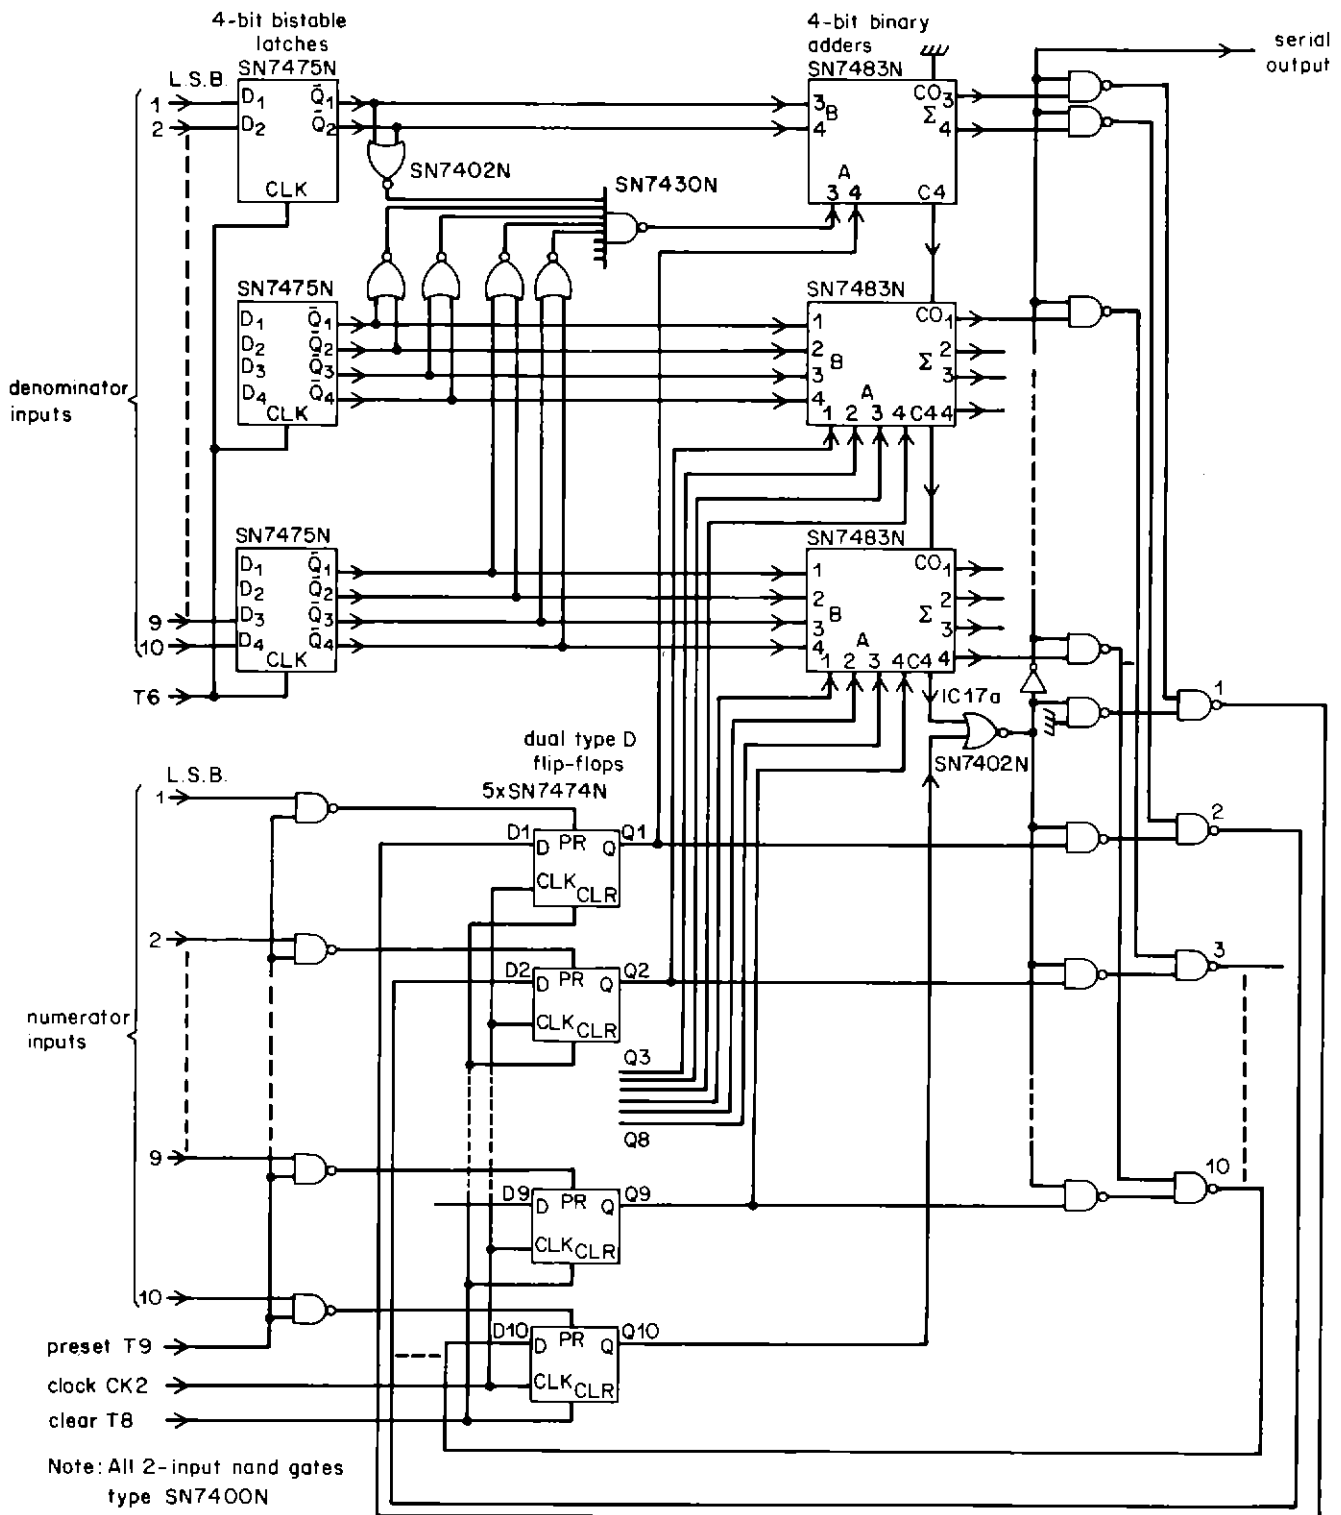 4-bit bistable
latches
SN7475N
4-bit binary
adders
SN7483N
serial
output
L.S.B.
1
2
D1
D2
Q̄1
Q̄2
CLK
3
B
4
CO
3
Σ
4
A
3 4
C4
SN7402N
SN7430N
SN7475N
D1
D2
D3
D4
Q̄1
Q̄2
Q̄3
Q̄4
CLK
SN7483N
1
2
B
3
4
CO
1
2
Σ
3
4
A
1 2 3 4 C4
denominator
inputs
SN7475N
D1
D2
D3
D4
Q̄1
Q̄2
Q̄3
Q̄4
CLK
9
10
T6
SN7483N
1
2
B
3
4
CO
1
2
Σ
3
4
A
1 2 3 4 C4
IC17a
SN7402N
1
dual type D
flip-flops
5xSN7474N
L.S.B.
1
D1
D PR Q
CLK
CLR
Q1
2
2
D2
D PR Q
CLK
CLR
Q2
3
numerator
inputs
Q3
Q8
9
D9
D PR Q
CLK
CLR
Q9
10
10
D10
D PR Q
CLK
CLR
Q10
preset T9
clock CK2
clear T8
Note: All 2-input nand gates
type SN7400N